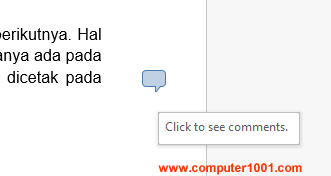 berikutnya. Hal
anya ada pada
dicetak pada
Click to see comments.
www.computer1001.com